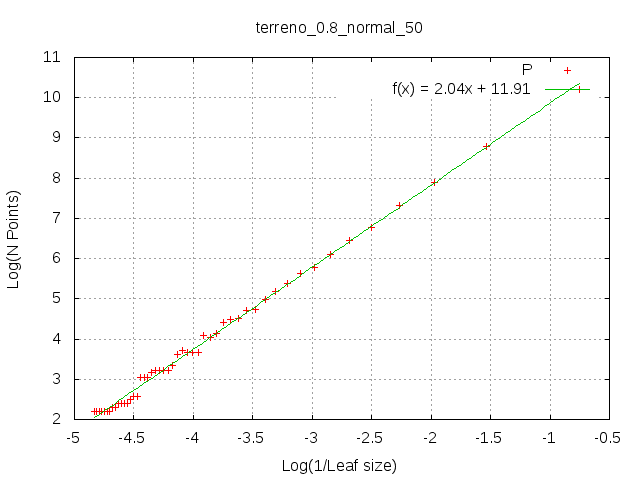 terreno_0.8_normal_50
P
f(x) = 2.04x + 11.91
11
10
9
8
7
6
5
4
3
2
Log(N Points)
-5 -4.5 -4 -3.5 -3 -2.5 -2 -1.5 -1 -0.5
Log(1/Leaf size)